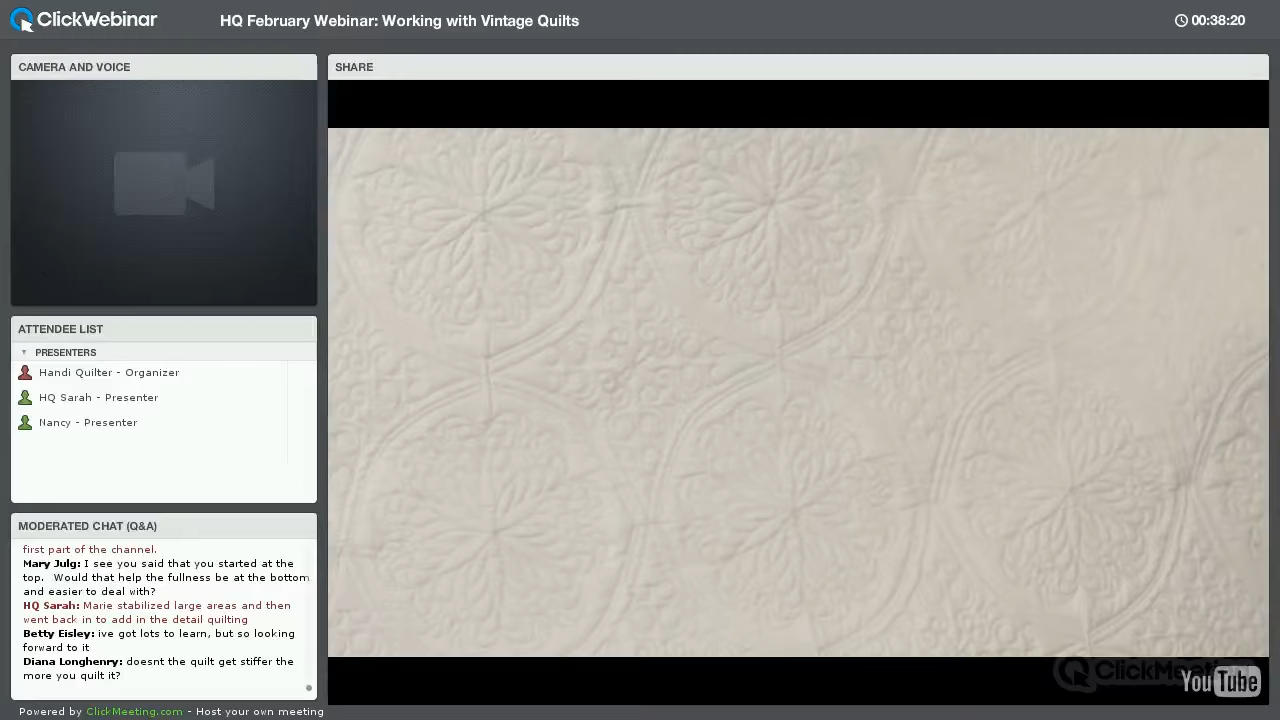 ClickWebinar
HQ February Webinar: Working with Vintage Quilts
00:38:20
CAMERA AND VOICE
SHARE
ATTENDEE LIST
PRESENTERS
Handi Quilter - Organizer
HQ Sarah - Presenter
Nancy - Presenter
MODERATED CHAT (Q&A)
first part of the channel.
Mary Julg: I see you said that you started at the
top. Would that help the fullness be at the bottom
and easier to deal with?
HQ Sarah: Marie stabilized large areas and then
went back in to add in the detail quilting
Betty Eisley: ive got lots to learn, but so looking
forward to it
Diana Longhenry: doesnt the quilt get stiffer the
more you quilt it?
ClickMeeting
YouTube
Powered by ClickMeeting.com - Host your own meeting